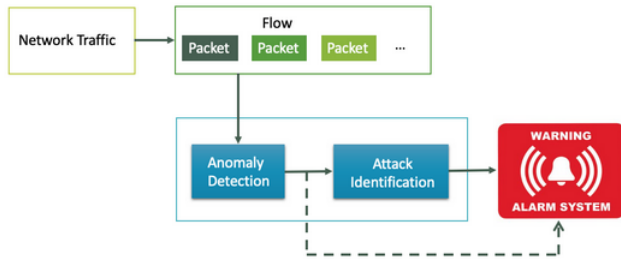 Flow
Network Traffic
Packet Packet Packet ...
Anomaly
Detection
Attack
Identification
WARNING
ALARM SYSTEM